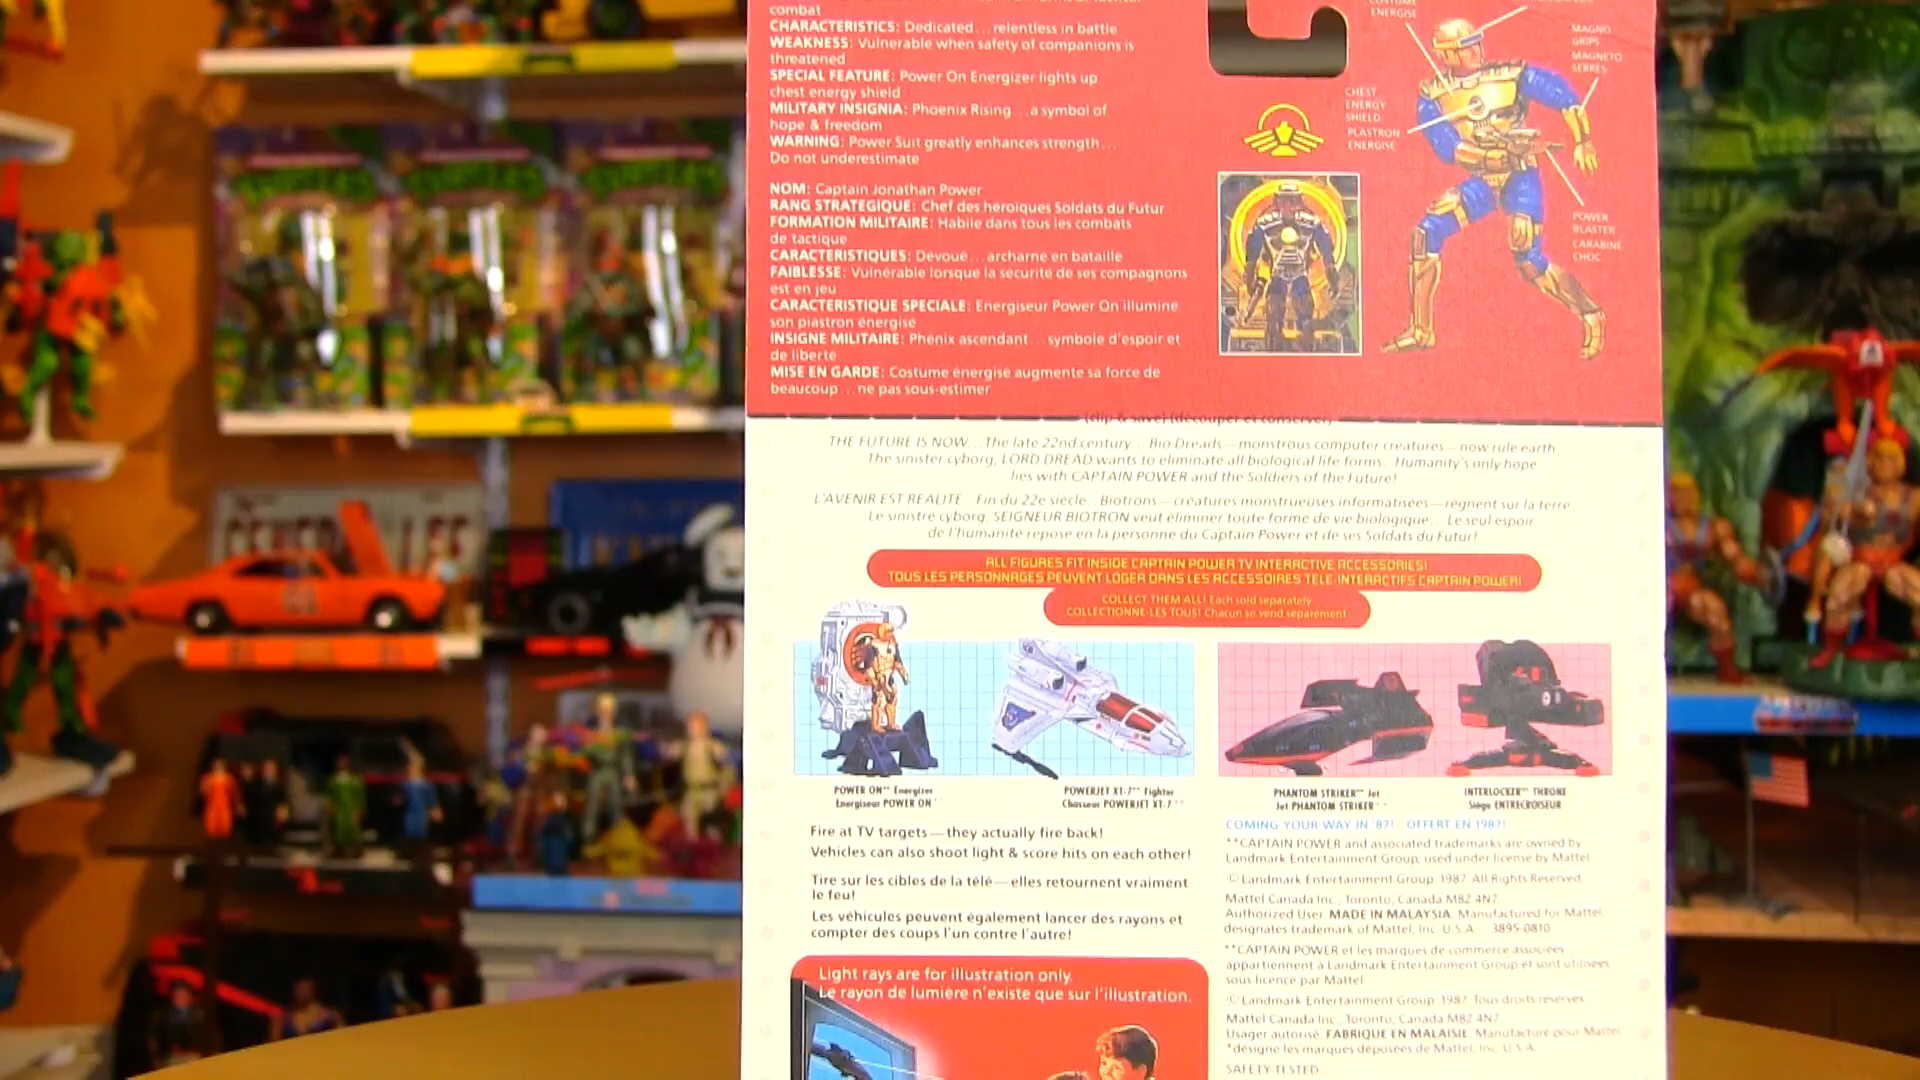 combat
CHARACTERISTICS: Dedicated...relentless in battle
WEAKNESS: Vulnerable when safety of companions is
threatened
SPECIAL FEATURE: Power On Energizer lights up
chest energy shield
MILITARY INSIGNIA: Phoenix Rising...a symbol of
hope & freedom
WARNING: Power Suit greatly enhances strength...
Do not underestimate
NOM: Captain Jonathan Power
RANG STRATEGIQUE: Chef des héroïques Soldats du Futur
FORMATION MILITAIRE: Habile dans tous les combats
de tactique
CARACTERISTIQUES: Dévoué...archarné en bataille
FAIBLESSE: Vulnérable lorsque la sécurité de ses compagnons
est en jeu
CARACTERISTIQUE SPECIALE: Energiseur Power On illumine
son plastron énergisé
INSIGNE MILITAIRE: Phénix ascendant...symbole d'espoir et
de liberté
MISE EN GARDE: Costume énergisé augmente sa force de
beaucoup...ne pas sous-estimer
COSTUME
ENERGISE
MAGNO
GRIPS
MAGNETO
SERRES
CHEST
ENERGY
SHIELD
PLASTRON
ENERGISE
POWER
BLASTER
CARABINE
CHOC
(clip & save) (découper et conserver)
THE FUTURE IS NOW...The late 22nd century...Bio Dreads—monstrous computer creatures—now rule earth...
The sinister cyborg, LORD DREAD wants to eliminate all biological life forms. Humanity's only hope
lies with CAPTAIN POWER and the Soldiers of the Future!
L'AVENIR EST REALITE...Fin du 22e siècle...Biotrons—créatures monstrueuses informatisées—règnent sur la terre...
Le sinistre cyborg, SEIGNEUR BIOTRON veut éliminer toute forme de vie biologique...Le seul espoir
de l'humanité repose en la personne du Captain Power et de ses Soldats du Futur!
ALL FIGURES FIT INSIDE CAPTAIN POWER TV INTERACTIVE ACCESSORIES!
TOUS LES PERSONNAGES PEUVENT LOGER DANS LES ACCESSOIRES TELE-INTERACTIFS CAPTAIN POWER!
COLLECT THEM ALL! Each sold separately.
COLLECTIONNE-LES TOUS! Chacun se vend séparément.
POWER ON** Energizer
Energiseur POWER ON**
POWERJET XT-7** Fighter
Chasseur POWERJET XT-7**
PHANTOM STRIKER** Jet
Jet PHANTOM STRIKER**
INTERLOCKER** THRONE
Siège ENTRECROISEUR
Fire at TV targets—they actually fire back!
Vehicles can also shoot light & score hits on each other!
Tire sur les cibles de la télé—elles retournent vraiment
le feu!
Les véhicules peuvent également lancer des rayons et
compter des coups l'un contre l'autre!
COMING YOUR WAY IN '87! OFFERT EN 1987!
**CAPTAIN POWER and associated trademarks are owned by
Landmark Entertainment Group, used under license by Mattel.
© Landmark Entertainment Group 1987. All Rights Reserved.
Mattel Canada Inc., Toronto, Canada M8Z 4N7.
Authorized User. MADE IN MALAYSIA. Manufactured for Mattel.
designates trademark of Mattel, Inc. U.S.A. 3895-0810
**CAPTAIN POWER et les marques de commerce associées
appartiennent à Landmark Entertainment Group et sont utilisées
sous licence par Mattel.
© Landmark Entertainment Group 1987. Tous droits réservés.
Mattel Canada Inc., Toronto, Canada M8Z 4N7.
Usager autorisé. FABRIQUE EN MALAISIE. Manufacturé pour Mattel.
*désigne les marques déposées de Mattel, Inc. U.S.A.
SAFETY TESTED
Light rays are for illustration only.
Le rayon de lumière n'existe que sur l'illustration.